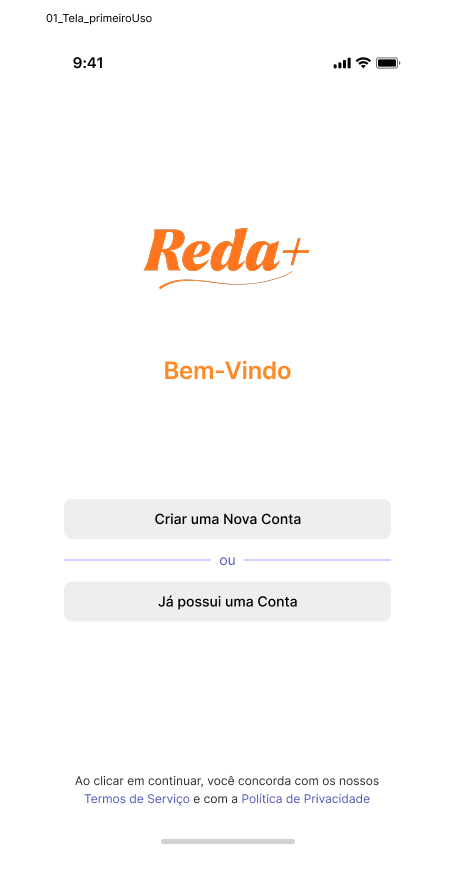 01_Tela_primeiroUso
9:41
Reda+
Bem-Vindo
Criar uma Nova Conta
ou
Já possui uma Conta
Ao clicar em continuar, você concorda com os nossos
Termos de Serviço e com a Política de Privacidade